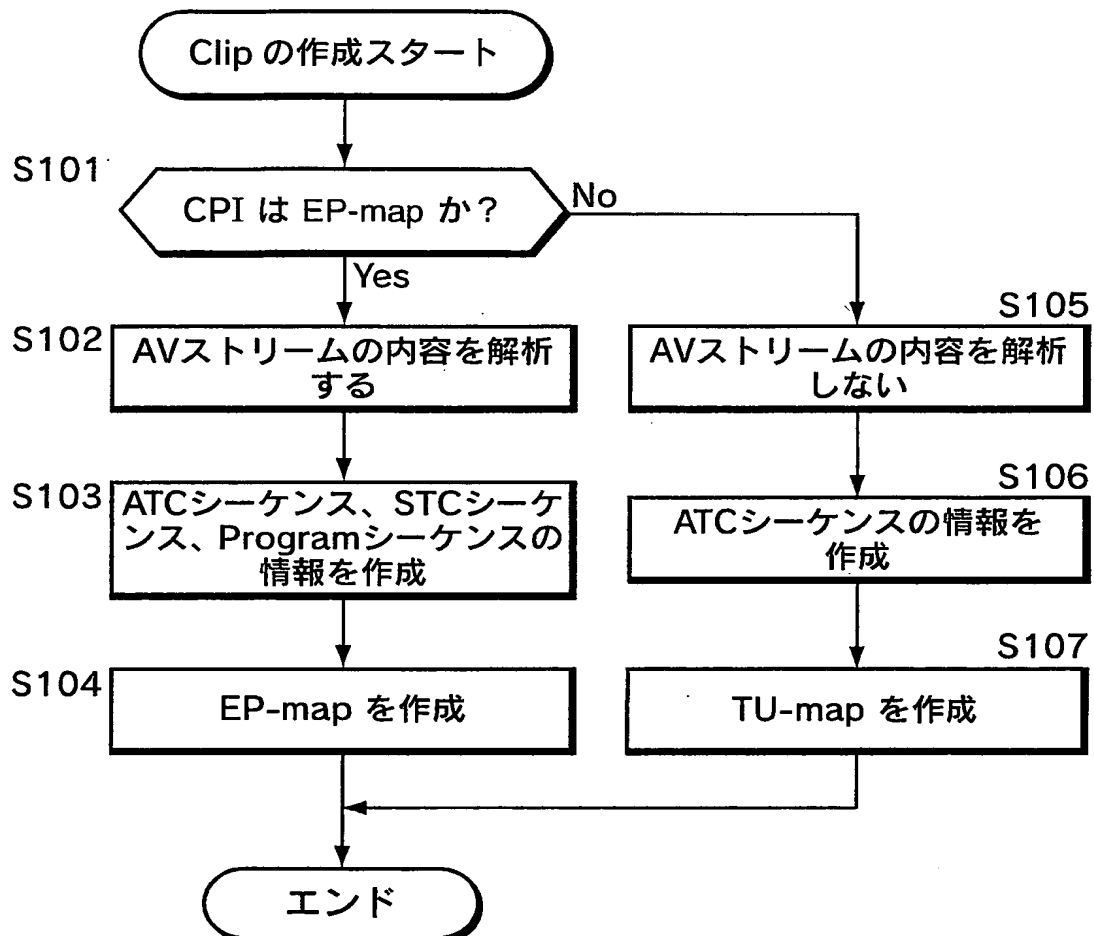 Clip の作成スタート
S101
CPI は EP-map か?
No
Yes
S102
AVストリームの内容を解析
する
S103
ATCシーケンス、STCシーケ
ンス、Programシーケンスの
情報を作成
S104
EP-map を作成
S105
AVストリームの内容を解析
しない
S106
ATCシーケンスの情報を
作成
S107
TU-map を作成
エンド